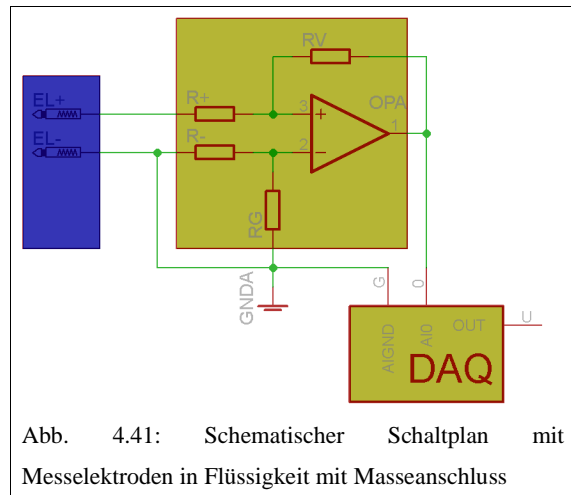 RV
EL+
R+
OPA
3
+
1
EL-
R-
2
−
RG
GNDA
G
0
U
OUT
AIGND
AI0
DAQ
Abb. 4.41: Schematischer Schaltplan mit
Messelektroden in Flüssigkeit mit Masseanschluss